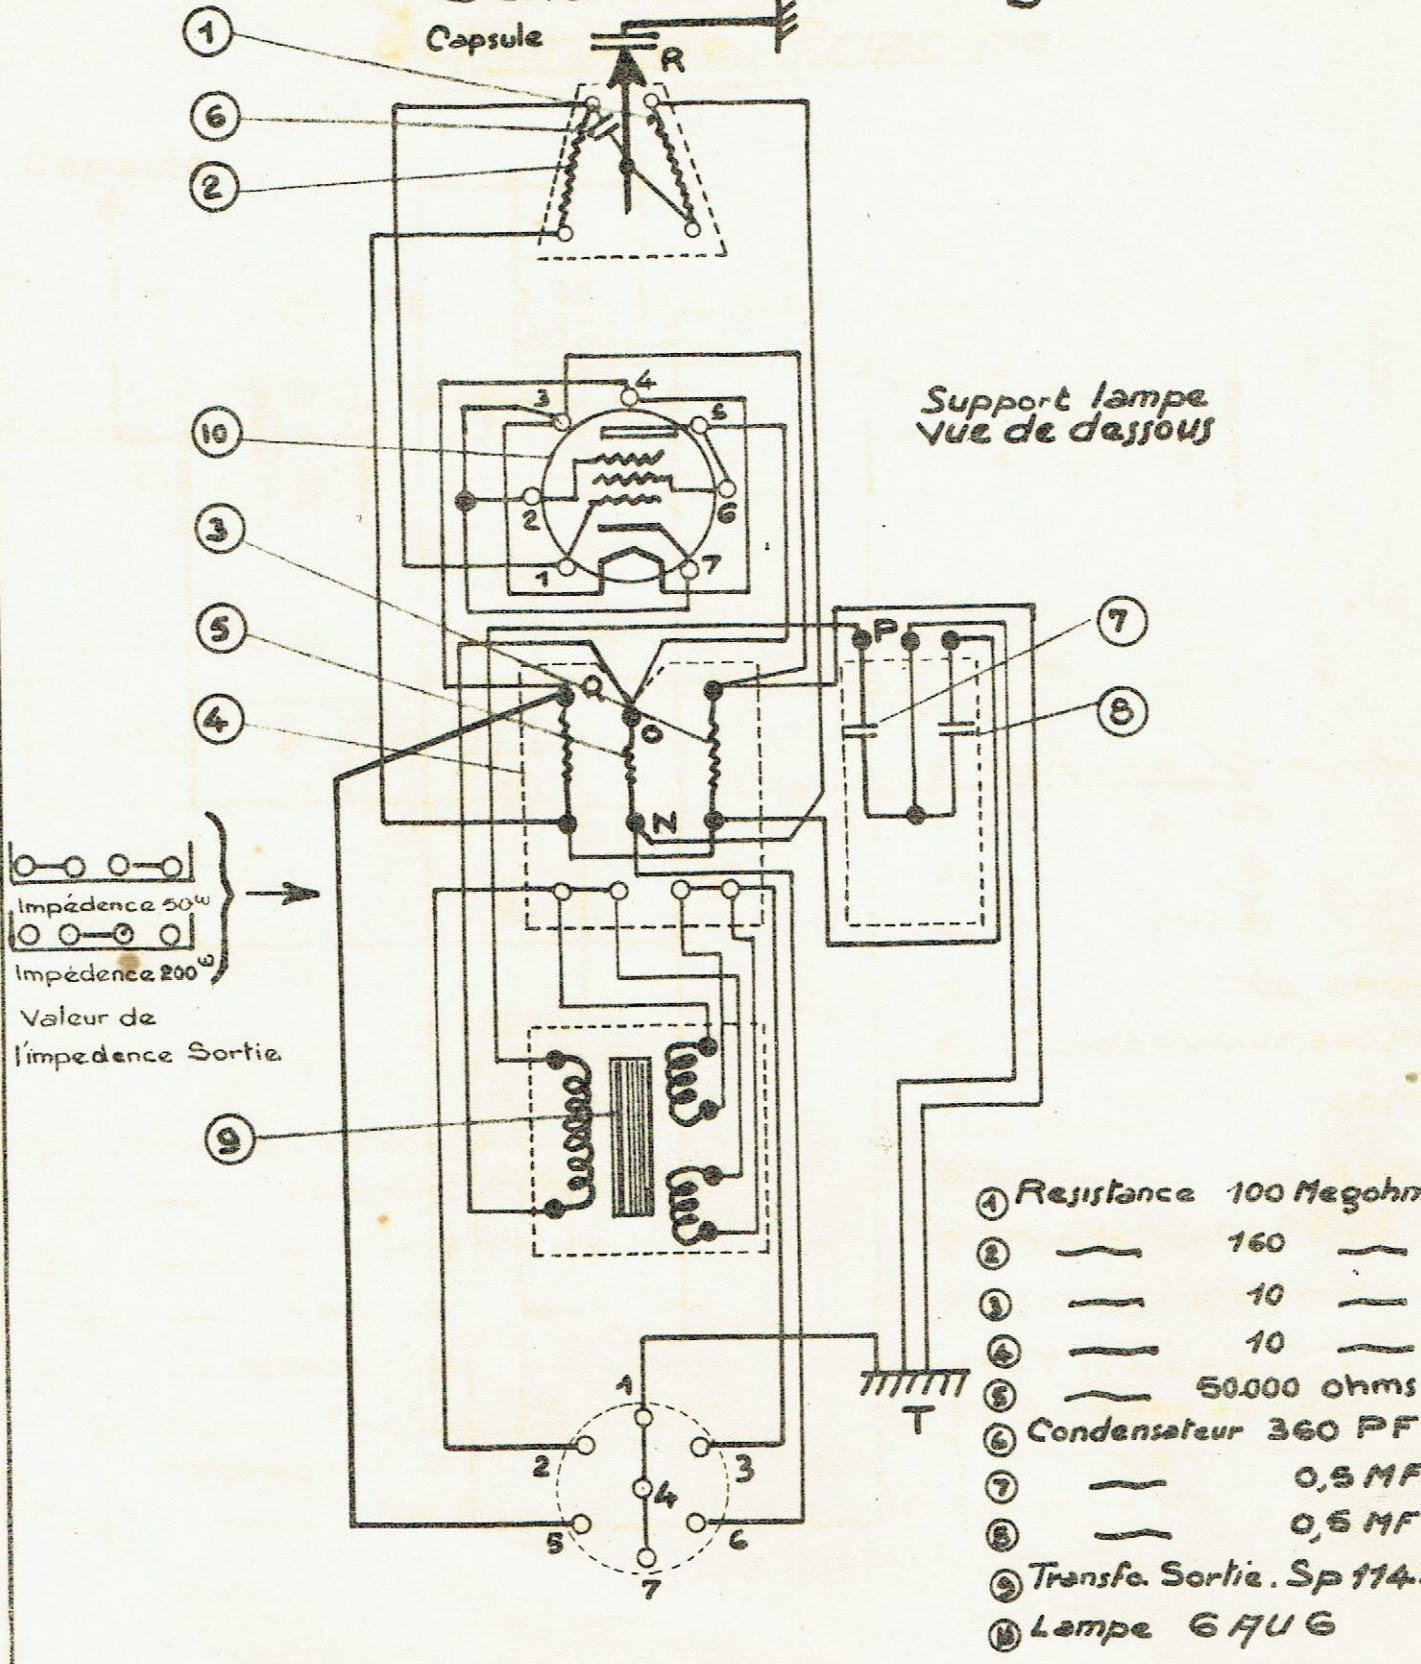 Capsule
R
1
6
2
Support lampe
vue de dessous
3
4
5
10
2
6
1
7
3
5
4
P
7
8
Q
O
N
Impédence 50ω
Impédence 200ω
Valeur de
l'impedence Sortie
9
1
2
3
4
5
6
7
T
1 Resistance 100 Megohm
2 — 160 —
3 — 10 —
4 — 10 —
5 — 50.000 ohms
6 Condensateur 360 PF
7 — 0,5 MF
8 — 0,5 MF
9 Transfo. Sortie. Sp 114.
10 Lampe 6AU6